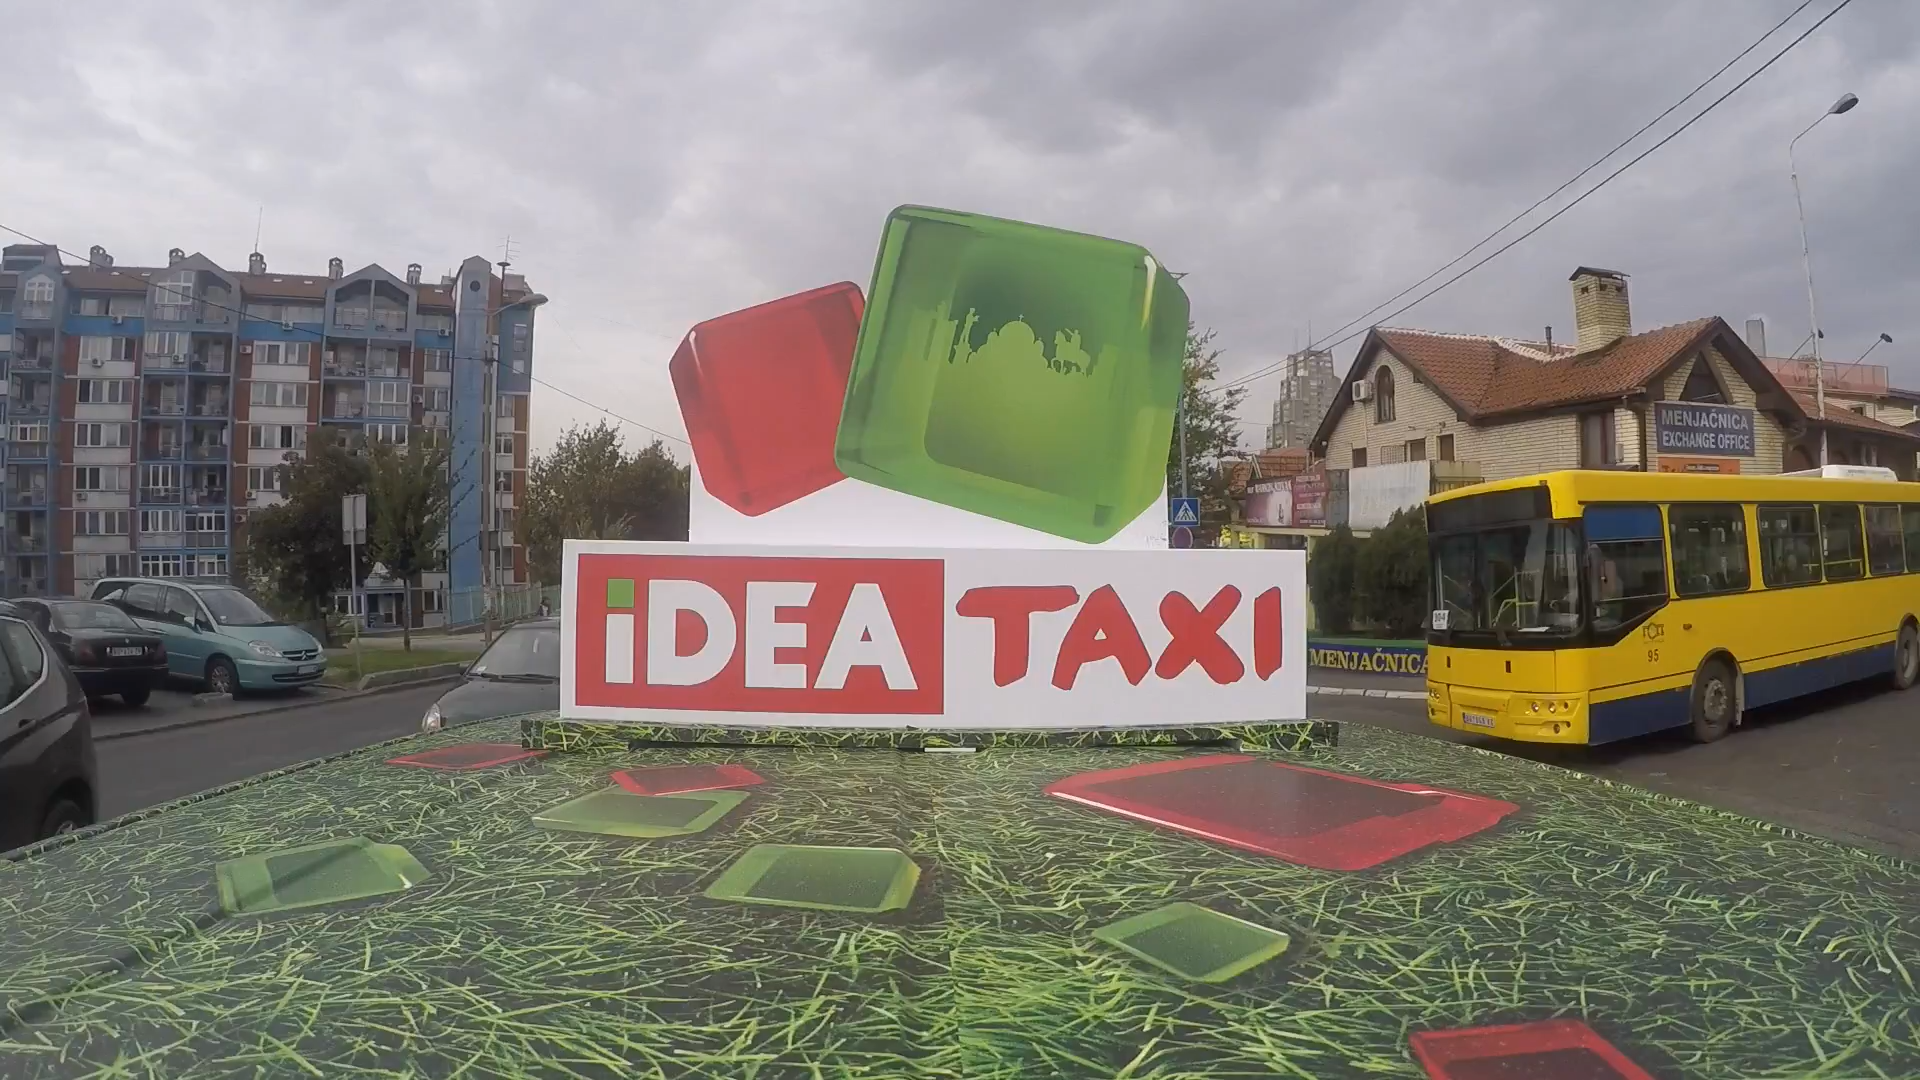 MENJAČNICA
EXCHANGE OFFICE
iDEA TAXI
MENJAČNICA
95